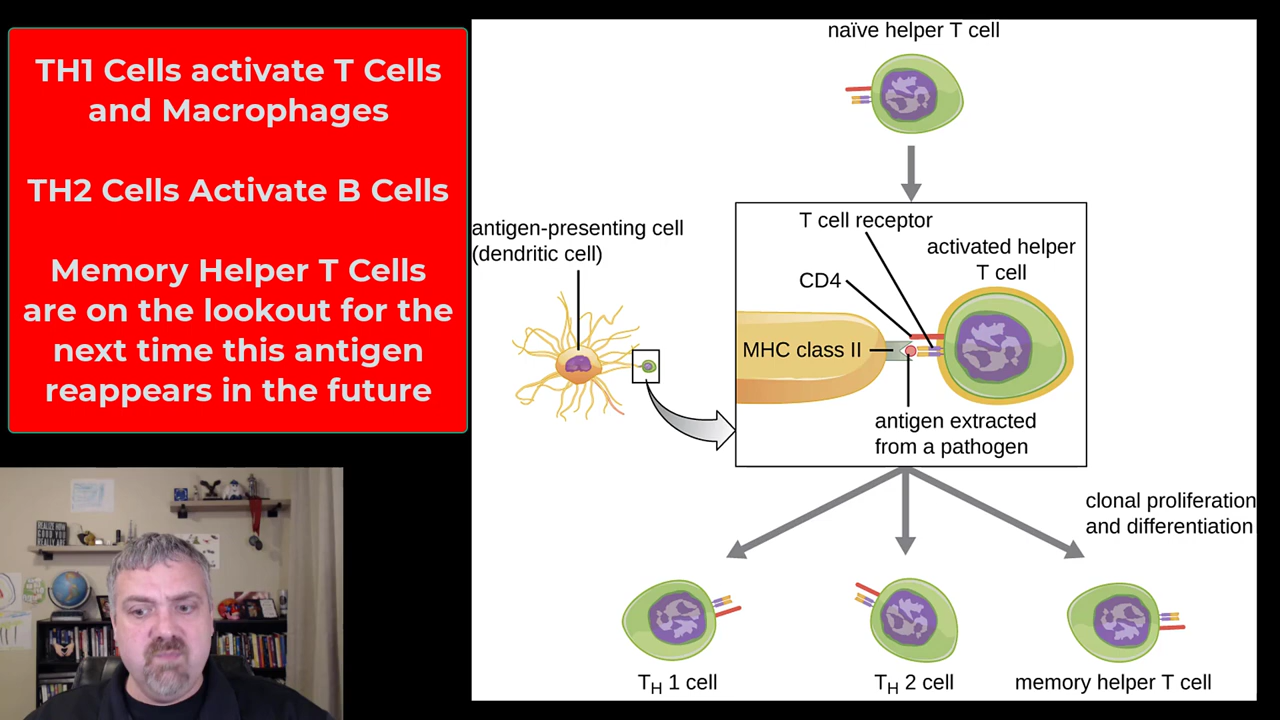 TH1 Cells activate T Cells
and Macrophages
TH2 Cells Activate B Cells
Memory Helper T Cells
are on the lookout for the
next time this antigen
reappears in the future
naïve helper T cell
antigen-presenting cell
(dendritic cell)
T cell receptor
activated helper
T cell
CD4
MHC class II
antigen extracted
from a pathogen
clonal proliferation
and differentiation
TH 1 cell
TH 2 cell
memory helper T cell